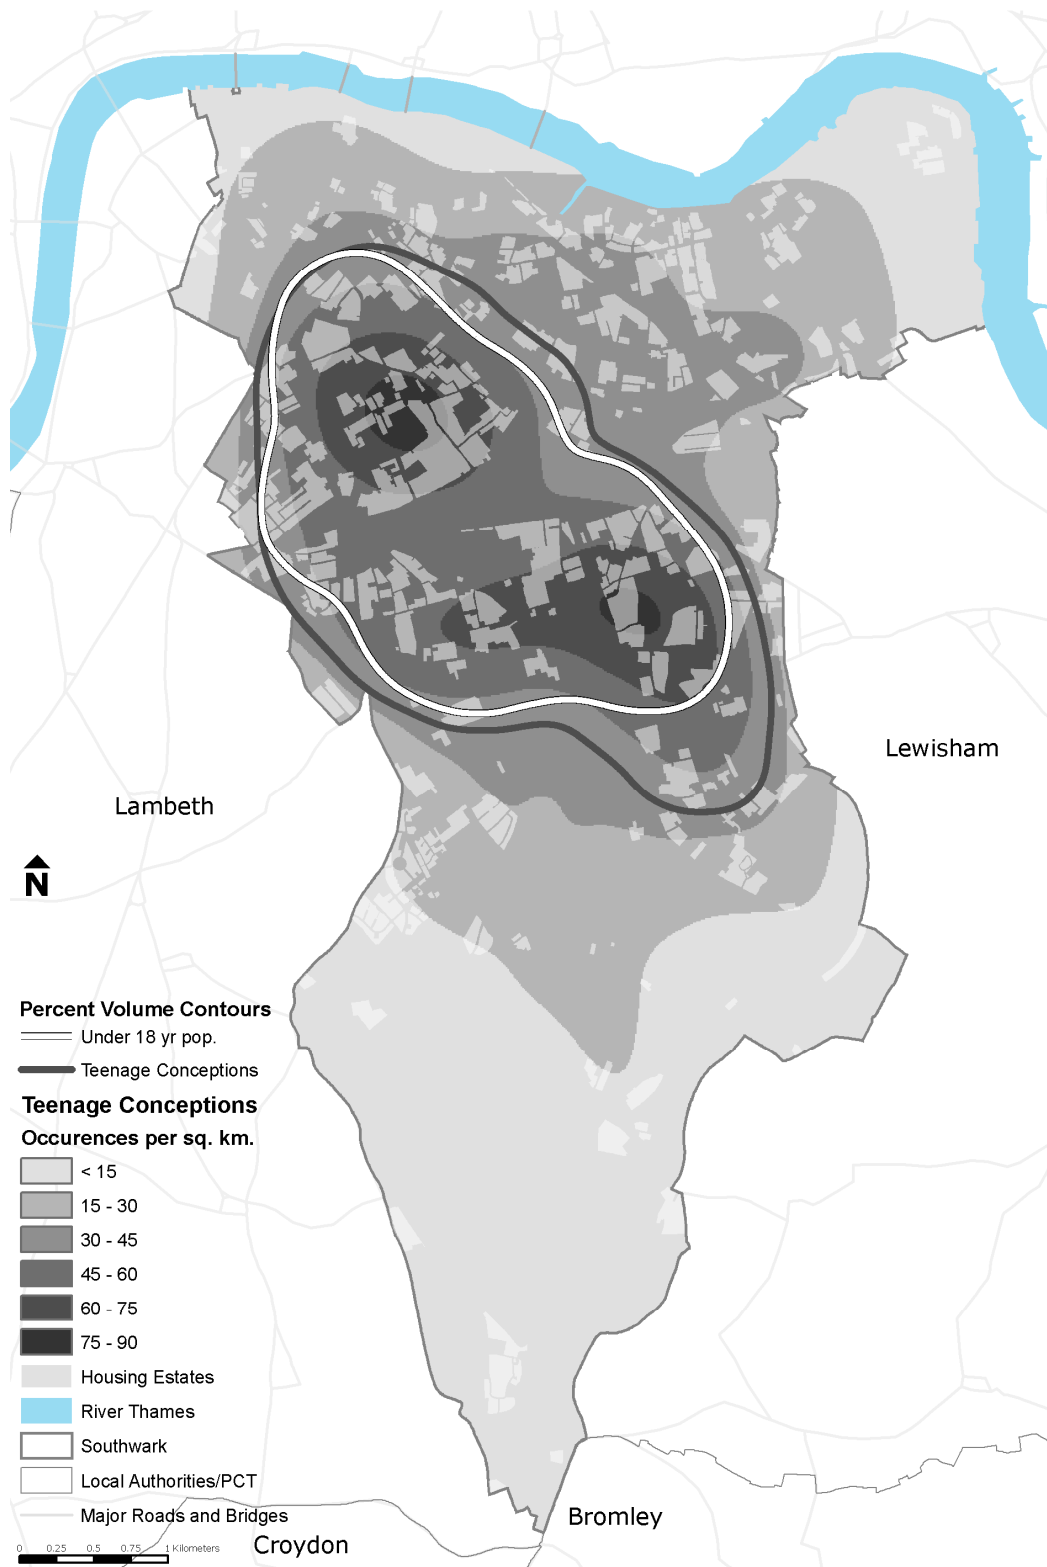 Lewisham
Lambeth
N
Percent Volume Contours
Under 18 yr pop.
Teenage Conceptions
Teenage Conceptions
Occurences per sq. km.
< 15
15 - 30
30 - 45
45 - 60
60 - 75
75 - 90
Housing Estates
River Thames
Southwark
Local Authorities/PCT
Major Roads and Bridges
Bromley
Croydon
0 0.25 0.5 0.75 1 Kilometers